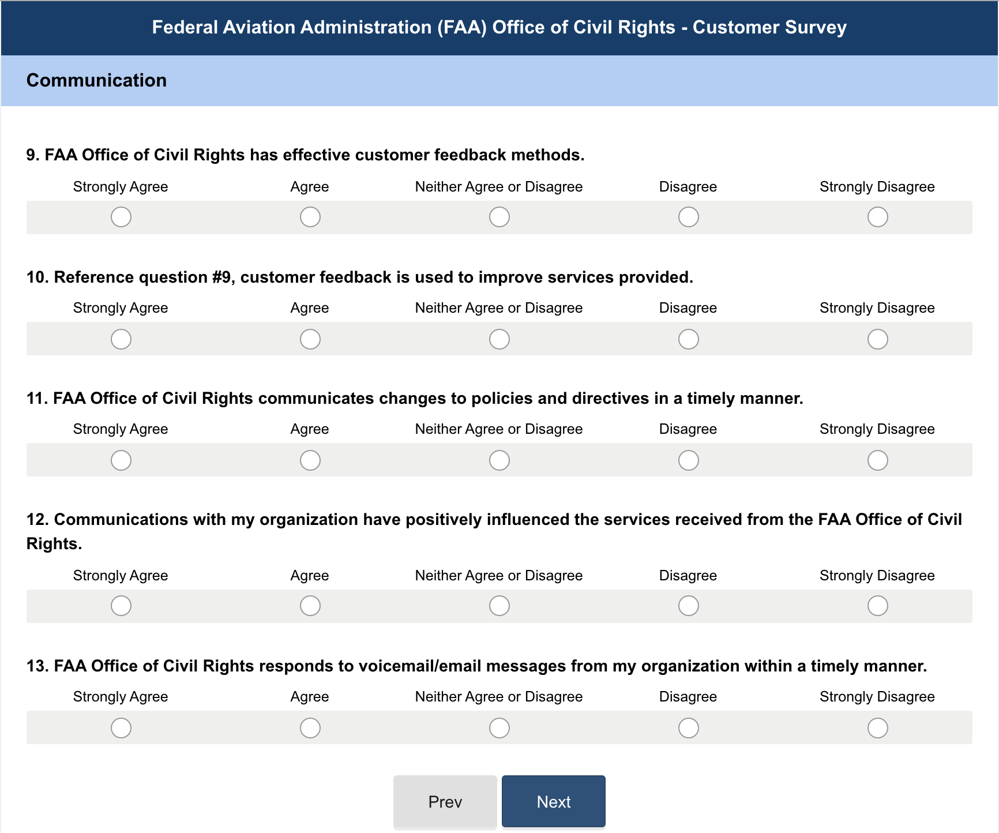 Federal Aviation Administration (FAA) Office of Civil Rights - Customer Survey
Communication
9. FAA Office of Civil Rights has effective customer feedback methods.
Strongly Agree Agree Neither Agree or Disagree Disagree Strongly Disagree
10. Reference question #9, customer feedback is used to improve services provided.
Strongly Agree Agree Neither Agree or Disagree Disagree Strongly Disagree
11. FAA Office of Civil Rights communicates changes to policies and directives in a timely manner.
Strongly Agree Agree Neither Agree or Disagree Disagree Strongly Disagree
12. Communications with my organization have positively influenced the services received from the FAA Office of Civil
Rights.
Strongly Agree Agree Neither Agree or Disagree Disagree Strongly Disagree
13. FAA Office of Civil Rights responds to voicemail/email messages from my organization within a timely manner.
Strongly Agree Agree Neither Agree or Disagree Disagree Strongly Disagree
Prev Next